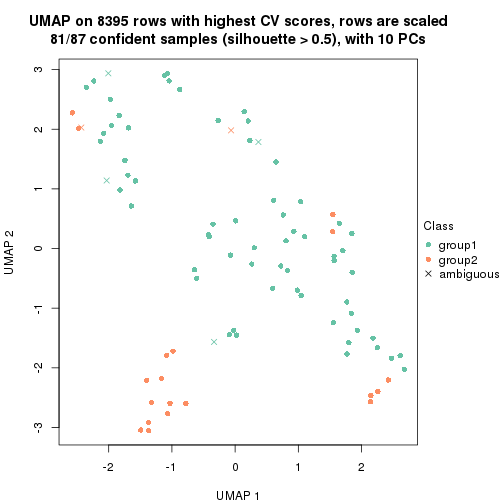 UMAP on 8395 rows with highest CV scores, rows are scaled
81/87 confident samples (silhouette > 0.5), with 10 PCs
3
2
1
0
-1
-2
-3
UMAP 2
-2
-1
0
1
2
UMAP 1
Class
group1
group2
ambiguous